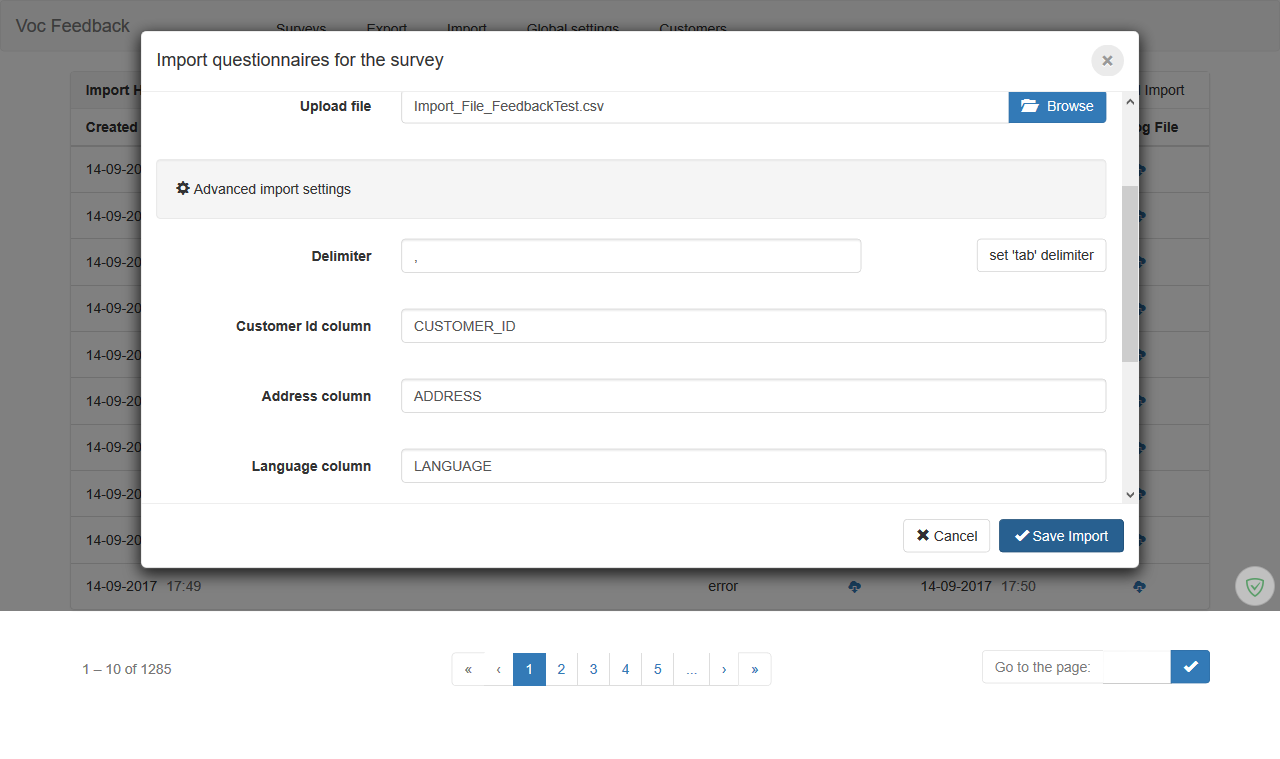 Voc Feedback Surveys Export Import Global settings Customers
Import questionnaires for the survey
Import H Import
Upload file Import_File_FeedbackTest.csv Browse
Created og File
14-09-20
Advanced import settings
14-09-20
Delimiter , set 'tab' delimiter
14-09-20
14-09-20
Customer Id column CUSTOMER_ID
14-09-20
Address column ADDRESS
14-09-20
14-09-20
Language column LANGUAGE
14-09-20
14-09-20
Cancel Save Import
14-09-2017 17:49 error 14-09-2017 17:50
1 – 10 of 1285 « ‹ 1 2 3 4 5 ... › » Go to the page: